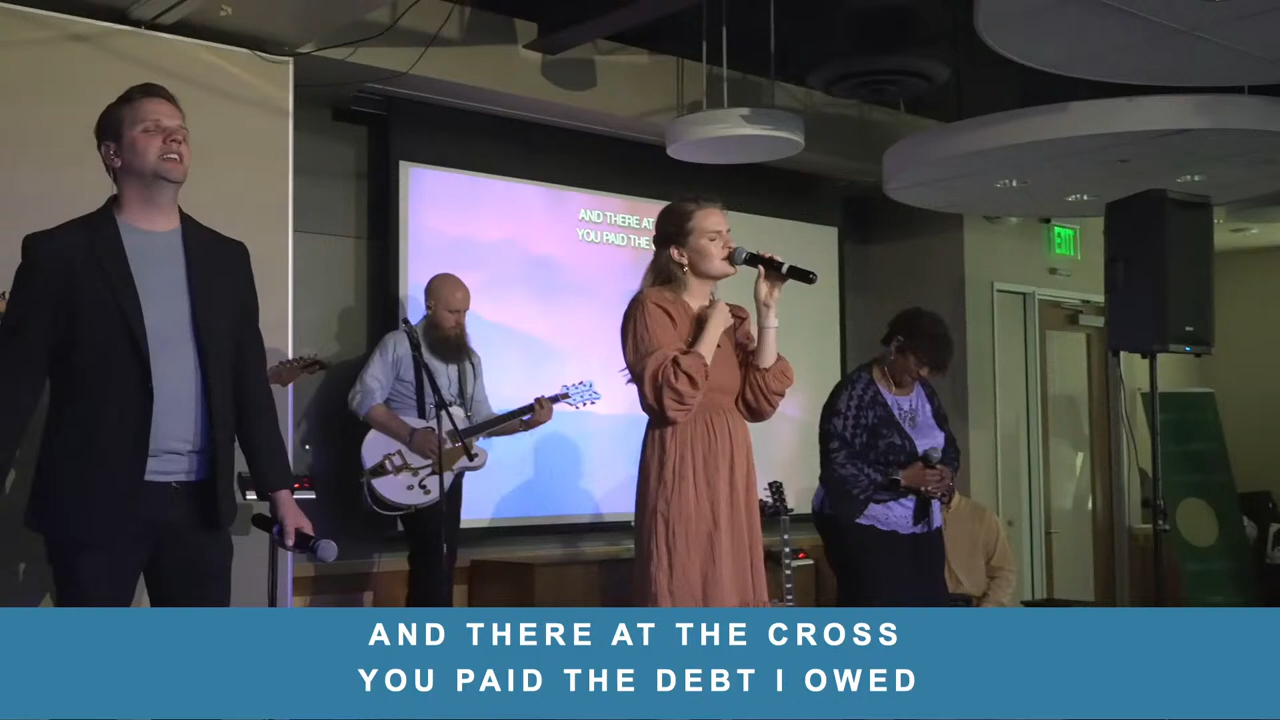 AND THERE AT
YOU PAID THE
EXIT
AND THERE AT THE CROSS
YOU PAID THE DEBT I OWED